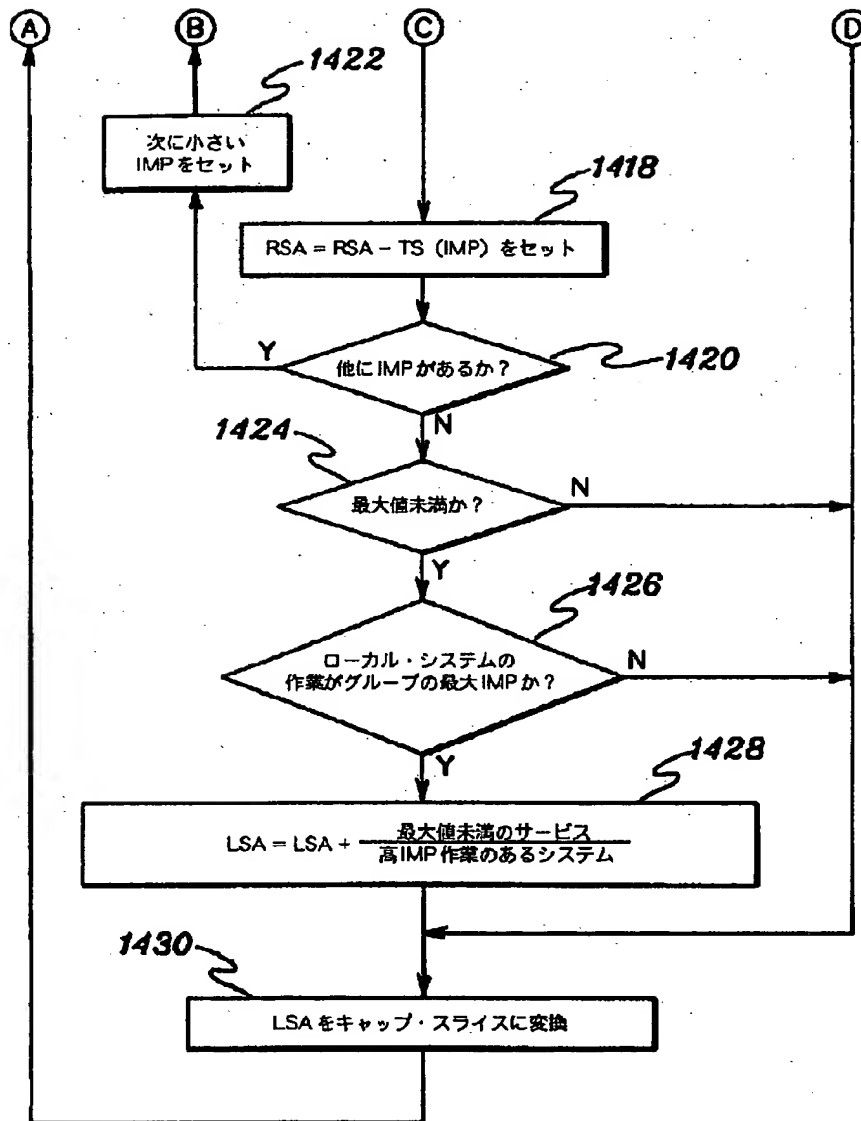 A
B
C
D
1422
次に小さい
IMPをセット
1418
RSA = RSA − TS (IMP) をセット
Y
他にIMPがあるか?
1420
N
1424
最大値未満か?
N
Y
1426
ローカル・システムの
作業がグループの最大IMPか?
N
Y
1428
LSA = LSA + 最大値未満のサービス
高IMP作業のあるシステム
1430
LSAをキャップ・スライスに変換